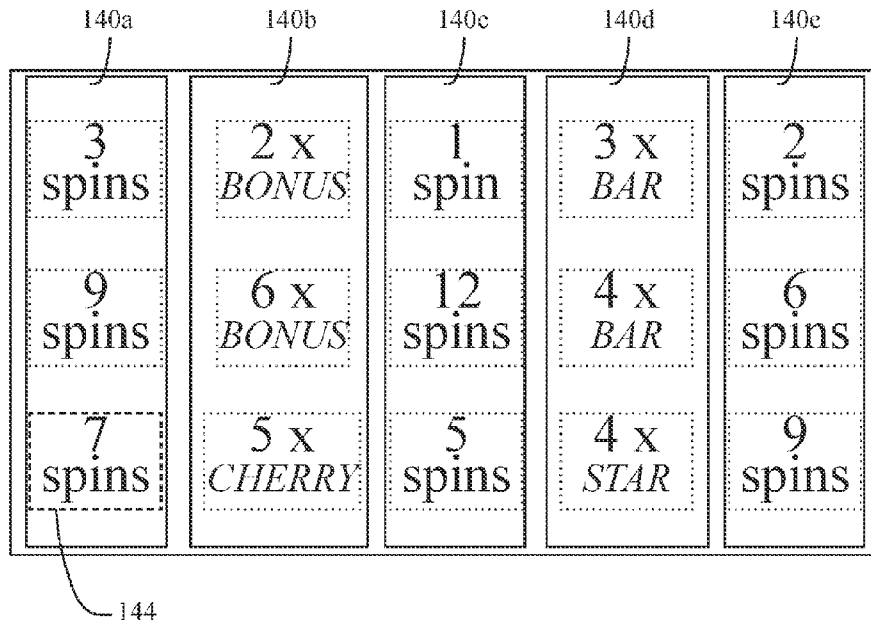 140a 140b 140c 140d 140e
3 2 x 1 3 x 2
spins BONUS spin BAR spins
9 6 x 12 4 x 6
spins BONUS spins BAR spins
7 5 x 5 4 x 9
spins CHERRY spins STAR spins
144